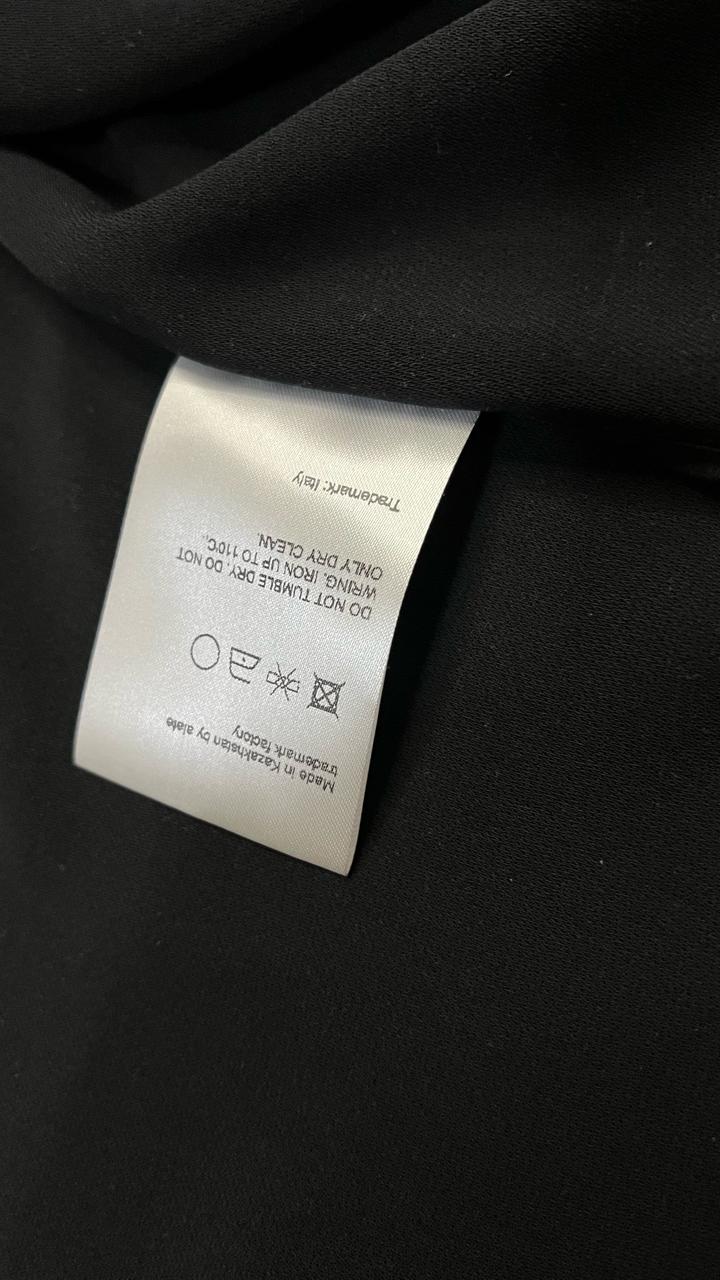 Made in Kazakhstan by alate
trademark factory
DO NOT TUMBLE DRY, DO NOT
WRING. IRON UP TO 110C.,
ONLY DRY CLEAN.
Trademark: Italy